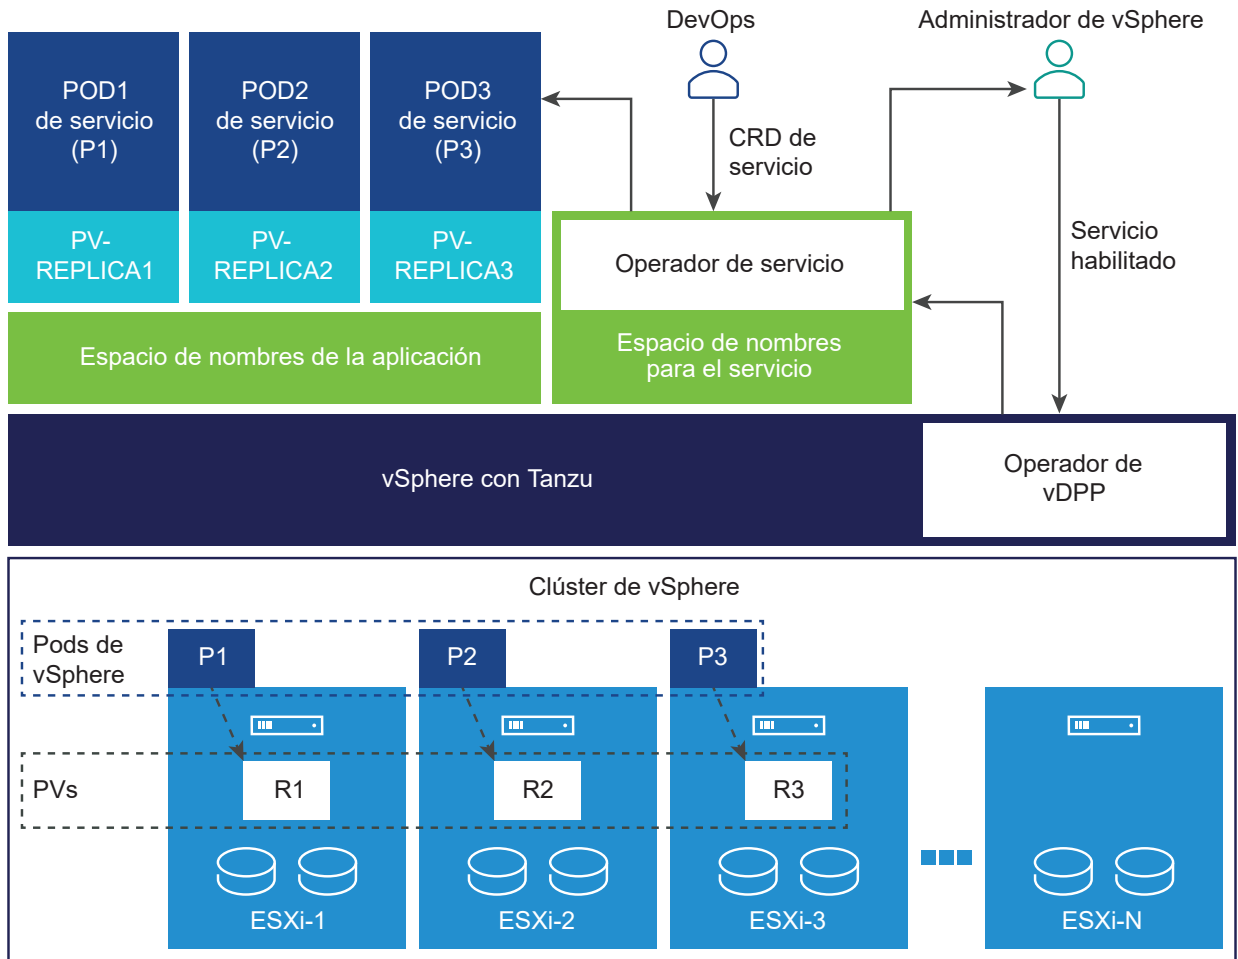 DevOps
Administrador de vSphere
POD1
de servicio
(P1)
POD2
de servicio
(P2)
POD3
de servicio
(P3)
CRD de
servicio
PV-
REPLICA1
PV-
REPLICA2
PV-
REPLICA3
Operador de servicio
Servicio
habilitado
Espacio de nombres de la aplicación
Espacio de nombres
para el servicio
vSphere con Tanzu
Operador de
vDPP
Clúster de vSphere
Pods de
vSphere
P1
P2
P3
PVs
R1
R2
R3
ESXi-1
ESXi-2
ESXi-3
ESXi-N